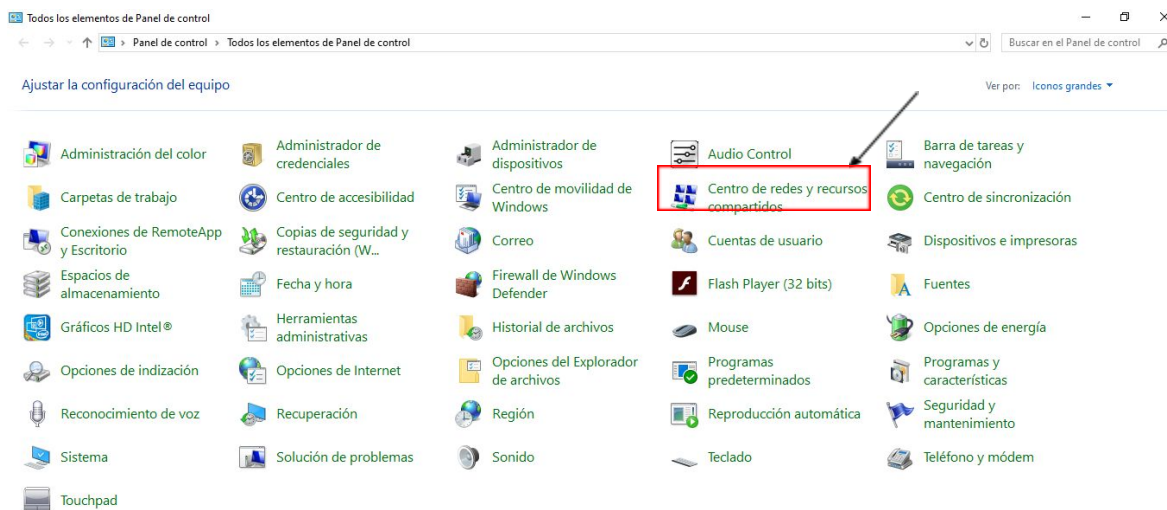 Todos los elementos de Panel de control
Panel de control > Todos los elementos de Panel de control
Buscar en el Panel de control
Ajustar la configuración del equipo
Ver por: Iconos grandes
Administración del color
Administrador de
credenciales
Administrador de
dispositivos
Audio Control
Barra de tareas y
navegación
Carpetas de trabajo
Centro de accesibilidad
Centro de movilidad de
Windows
Centro de redes y recursos
compartidos
Centro de sincronización
Conexiones de RemoteApp
y Escritorio
Copias de seguridad y
restauración (W...
Correo
Cuentas de usuario
Dispositivos e impresoras
Espacios de
almacenamiento
Fecha y hora
Firewall de Windows
Defender
Flash Player (32 bits)
Fuentes
Gráficos HD Intel®
Herramientas
administrativas
Historial de archivos
Mouse
Opciones de energía
Opciones de indización
Opciones de Internet
Opciones del Explorador
de archivos
Programas
predeterminados
Programas y
características
Reconocimiento de voz
Recuperación
Región
Reproducción automática
Seguridad y
mantenimiento
Sistema
Solución de problemas
Sonido
Teclado
Teléfono y módem
Touchpad